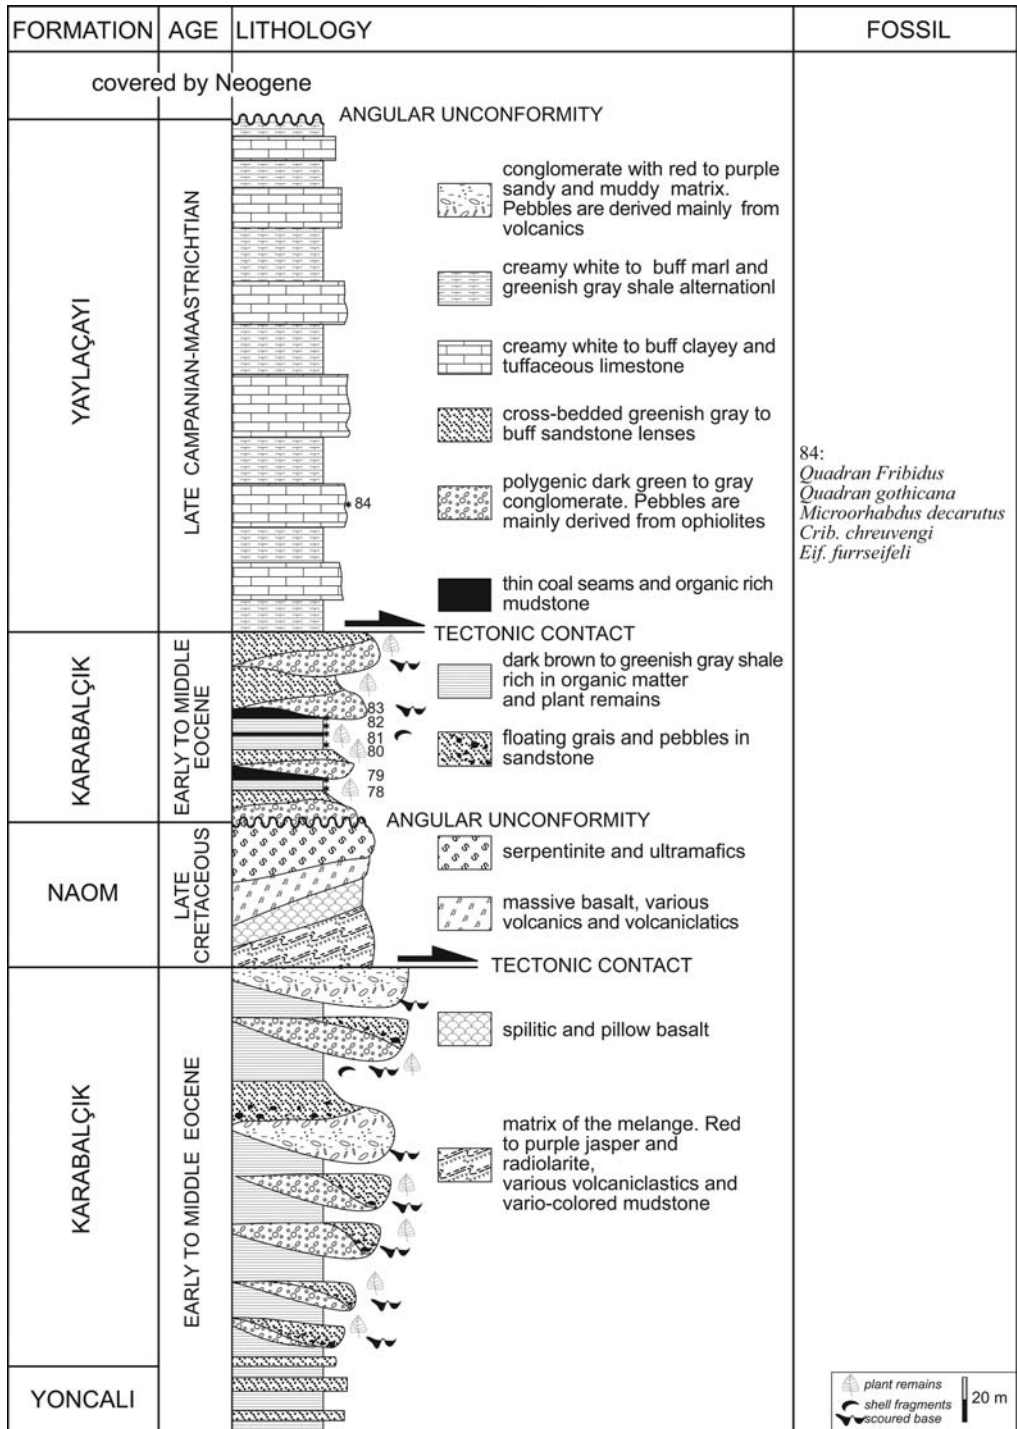 FORMATION AGE LITHOLOGY FOSSIL
covered by Neogene
ANGULAR UNCONFORMITY
YAYLAÇAYI
LATE CAMPANIAN-MAASTRICHTIAN
conglomerate with red to purple
sandy and muddy matrix.
Pebbles are derived mainly from
volcanics
creamy white to buff marl and
greenish gray shale alternationl
creamy white to buff clayey and
tuffaceous limestone
cross-bedded greenish gray to
buff sandstone lenses
polygenic dark green to gray
conglomerate. Pebbles are
mainly derived from ophiolites
84
84:
Quadran Fribidus
Quadran gothicana
Microorhabdus decarutus
Crib. chreuvengi
Eif. furrseifeli
thin coal seams and organic rich
mudstone
TECTONIC CONTACT
KARABALÇIK
EARLY TO MIDDLE
EOCENE
dark brown to greenish gray shale
rich in organic matter
and plant remains
83
82
81
80
79
78
floating grais and pebbles in
sandstone
ANGULAR UNCONFORMITY
NAOM
LATE
CRETACEOUS
serpentinite and ultramafics
massive basalt, various
volcanics and volcaniclatics
TECTONIC CONTACT
KARABALÇIK
EARLY TO MIDDLE EOCENE
spilitic and pillow basalt
matrix of the melange. Red
to purple jasper and
radiolarite,
various volcaniclastics and
vario-colored mudstone
YONCALI
plant remains
shell fragments
scoured base
20 m